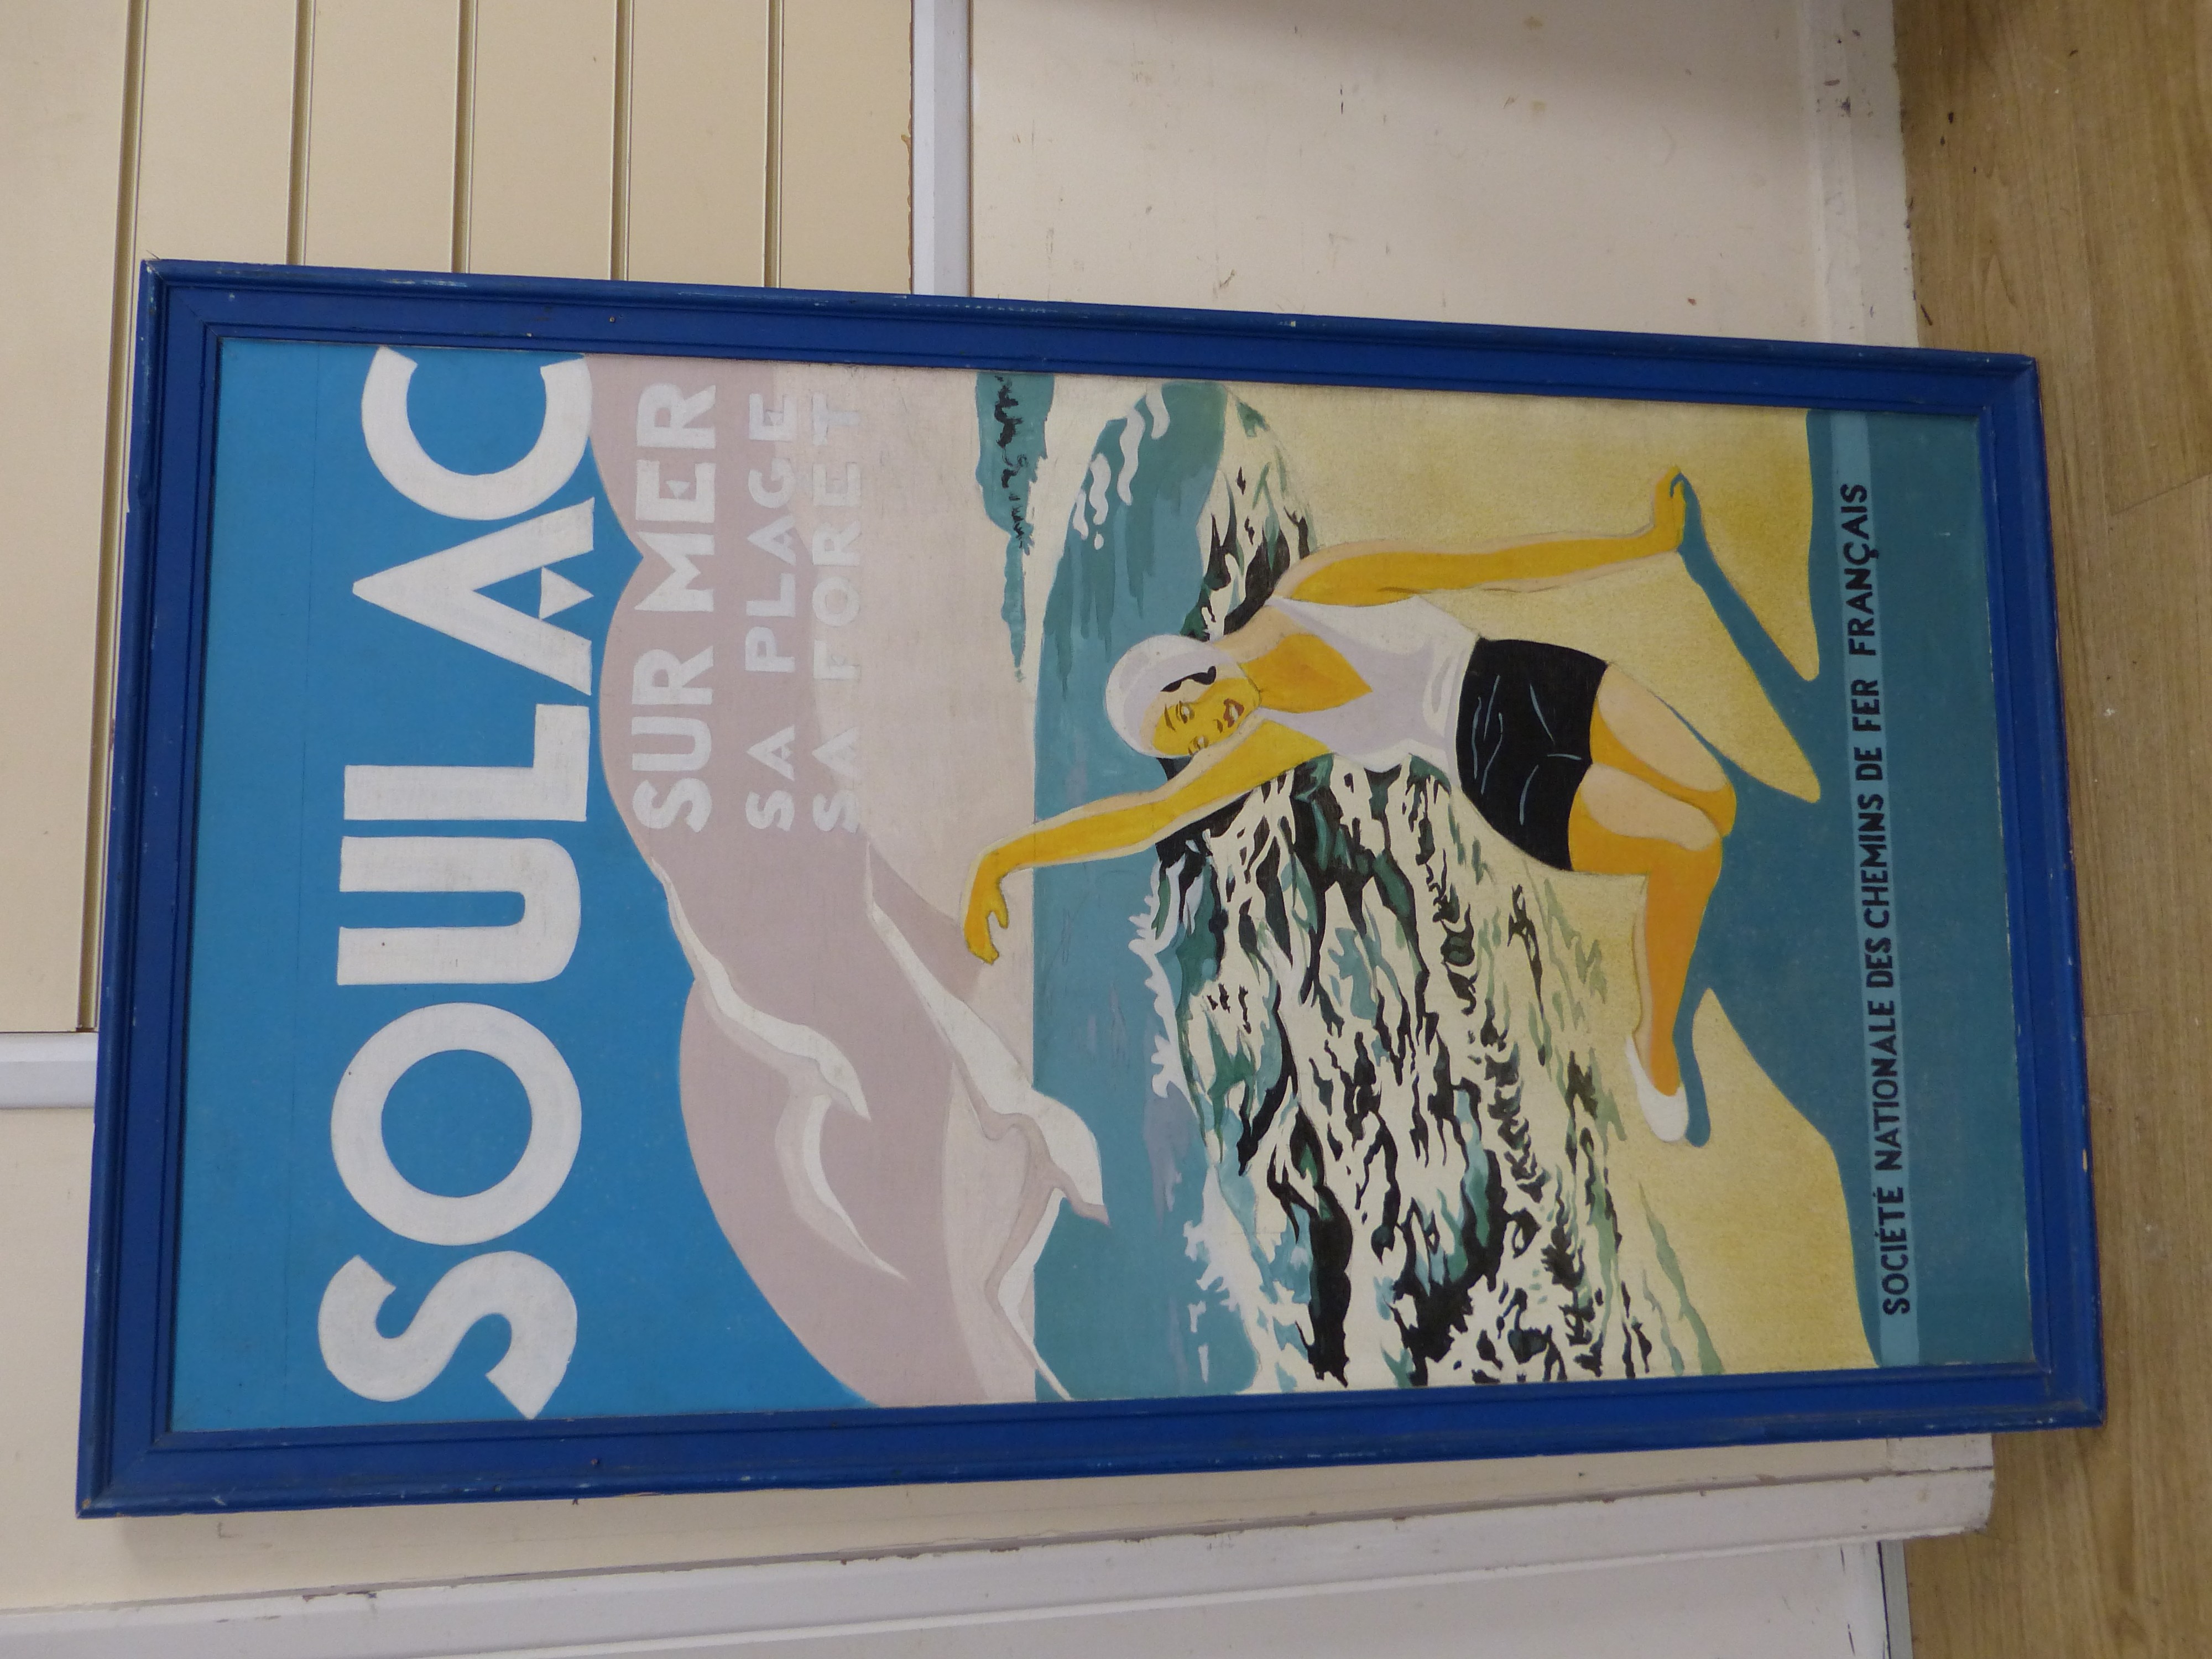 SOULAC
SUR MER
SA PLAGE
SA FORET
SOCIÉTÉ NATIONALE DES CHEMINS DE FER FRANÇAIS